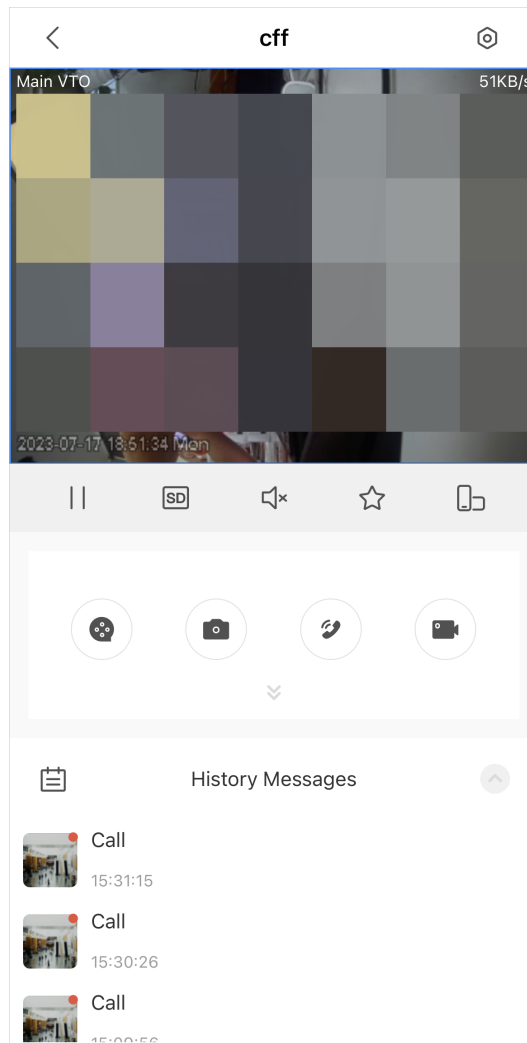 cff
Main VTO
51KB/s
2023-07-17 18:51:34 Mon
SD
History Messages
Call
15:31:15
Call
15:30:26
Call